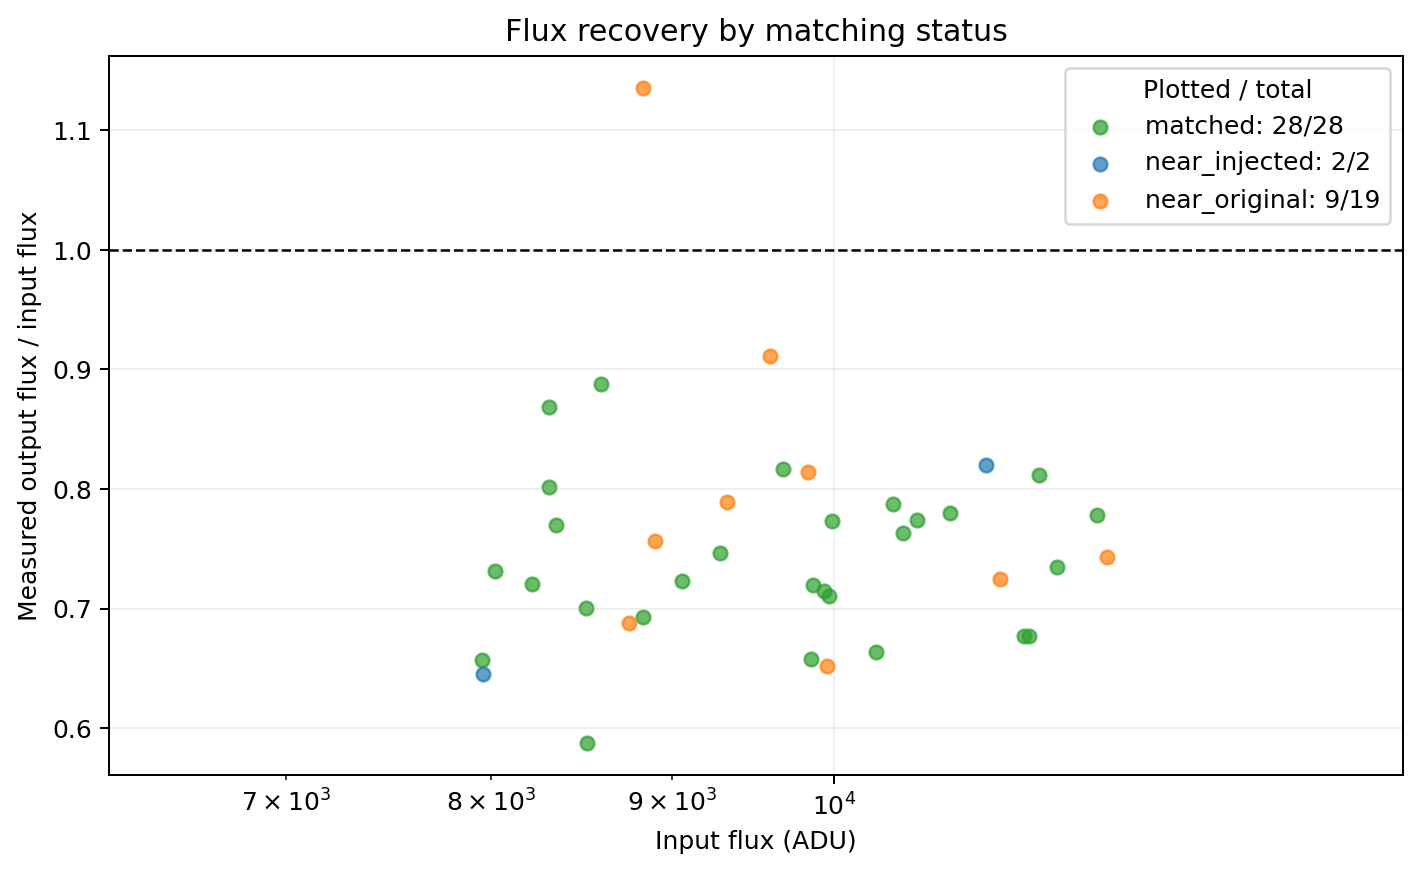 Flux recovery by matching status
Plotted / total
matched: 28/28
near_injected: 2/2
near_original: 9/19
Measured output flux / input flux
1.1
1.0
0.9
0.8
0.7
0.6
7 × 10³
8 × 10³
9 × 10³
10⁴
Input flux (ADU)